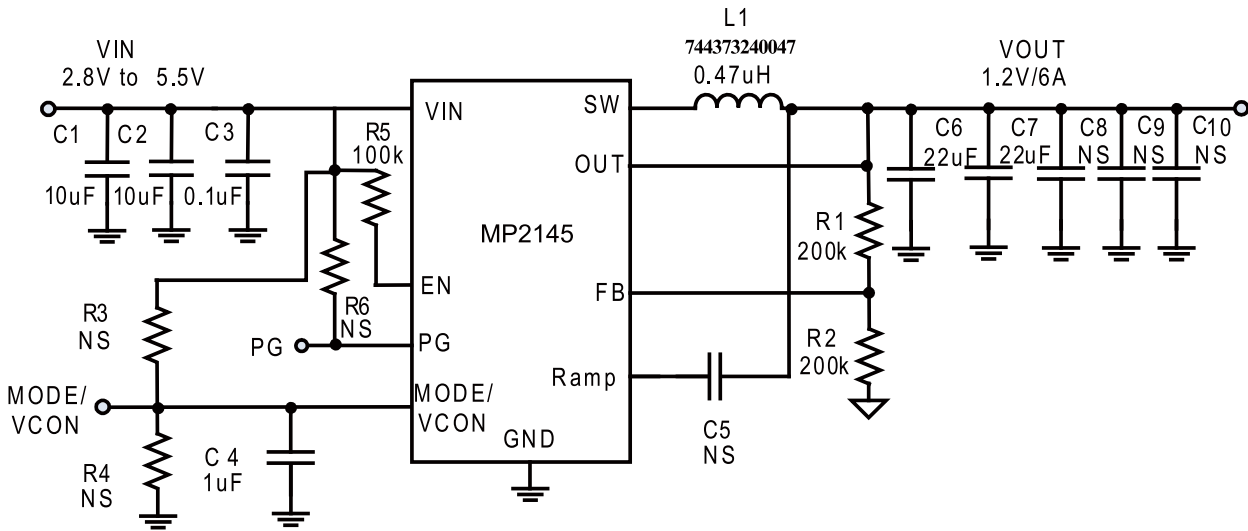 L1
744373240047
0.47uH
VIN
2.8V to 5.5V
VOUT
1.2V/6A
C1
C2
C3
10uF
10uF
0.1uF
R5
100k
VIN
SW
OUT
MP2145
EN
FB
PG
Ramp
MODE/
VCON
GND
C6
22uF
C7
22uF
C8
NS
C9
NS
C10
NS
R1
200k
R2
200k
R3
NS
R6
NS
PG
MODE/
VCON
R4
NS
C 4
1uF
C5
NS